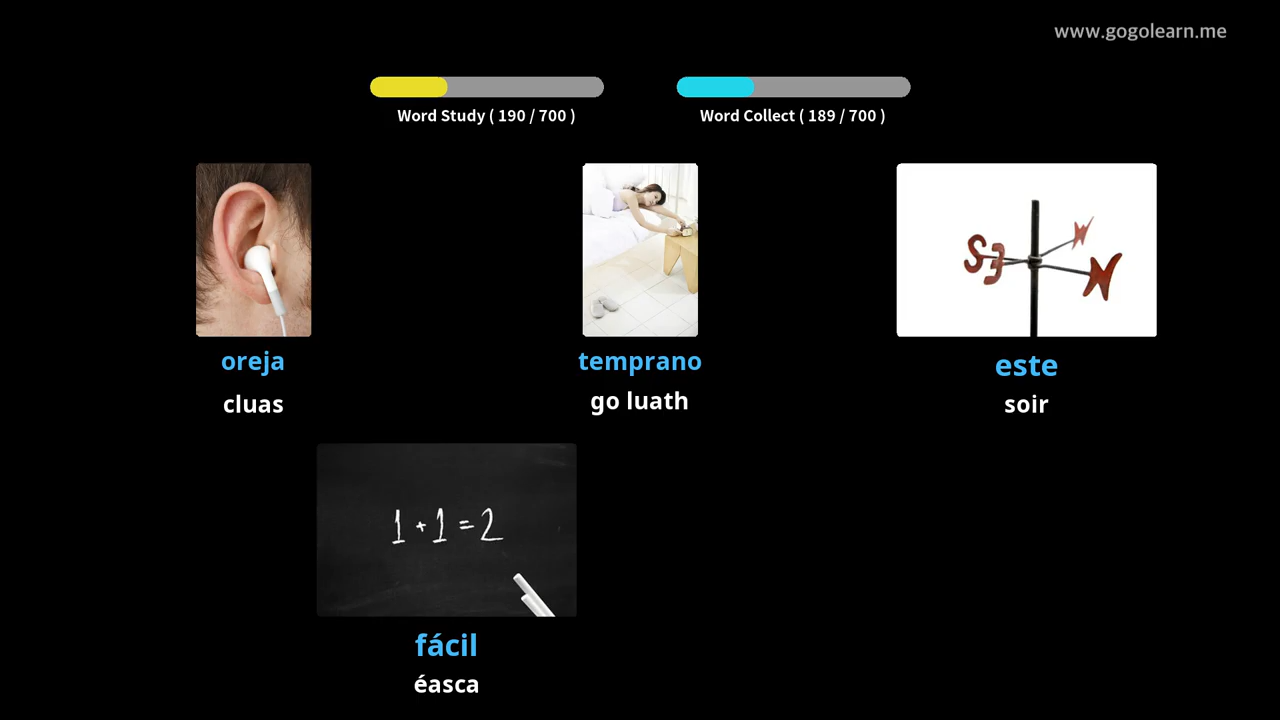 www.gogolearn.me
Word Study ( 190 / 700 )
Word Collect ( 189 / 700 )
S E N W
oreja
temprano
este
cluas
go luath
soir
1 + 1 = 2
fácil
éasca